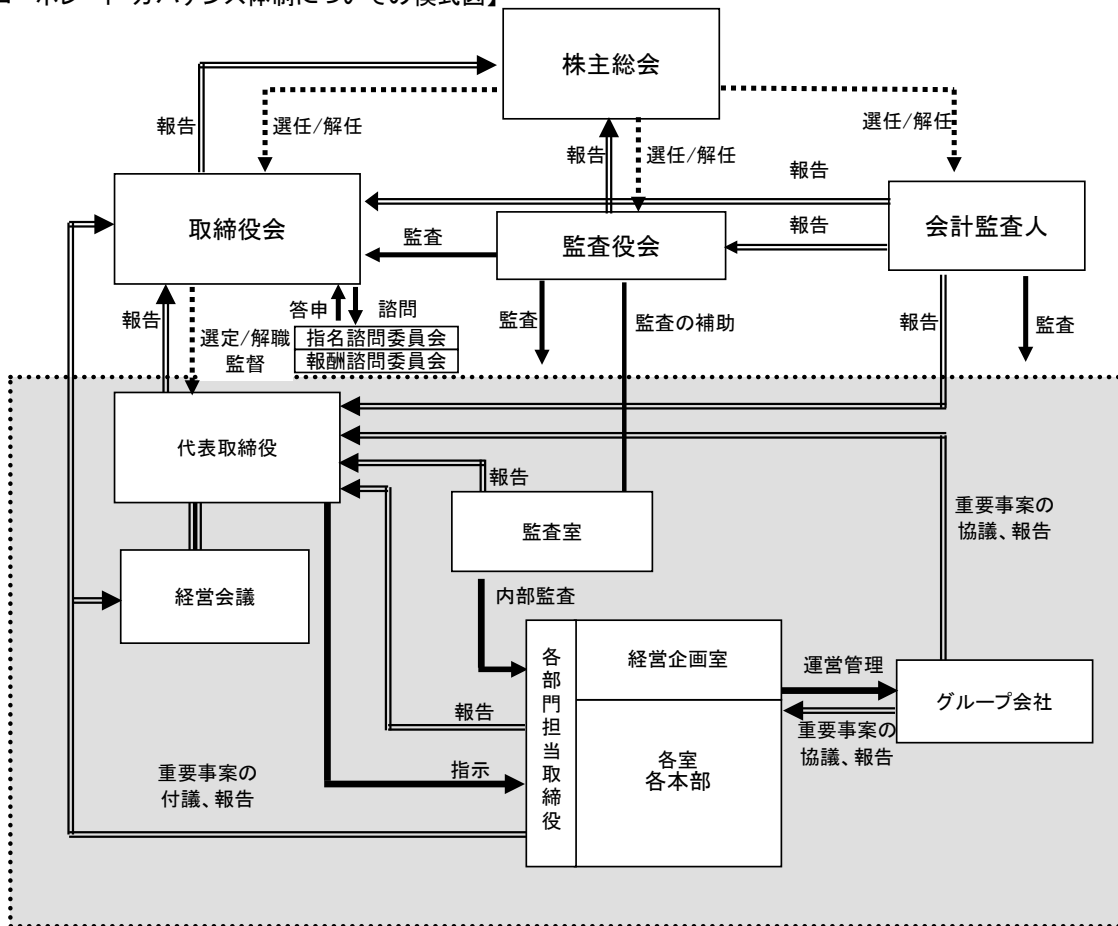 コーポレート・ガバナンス体制についての模式図】
株主総会
報告
選任/解任
報告
選任/解任
選任/解任
報告
取締役会
監査
監査役会
報告
会計監査人
報告
選定/解職
監督
答申
諮問
指名諮問委員会
報酬諮問委員会
監査
監査の補助
報告
監査
代表取締役
報告
監査室
重要事案の
協議、報告
経営会議
内部監査
各部門担当取締役
経営企画室
運営管理
グループ会社
報告
重要事案の
協議、報告
各室
各本部
指示
重要事案の
付議、報告